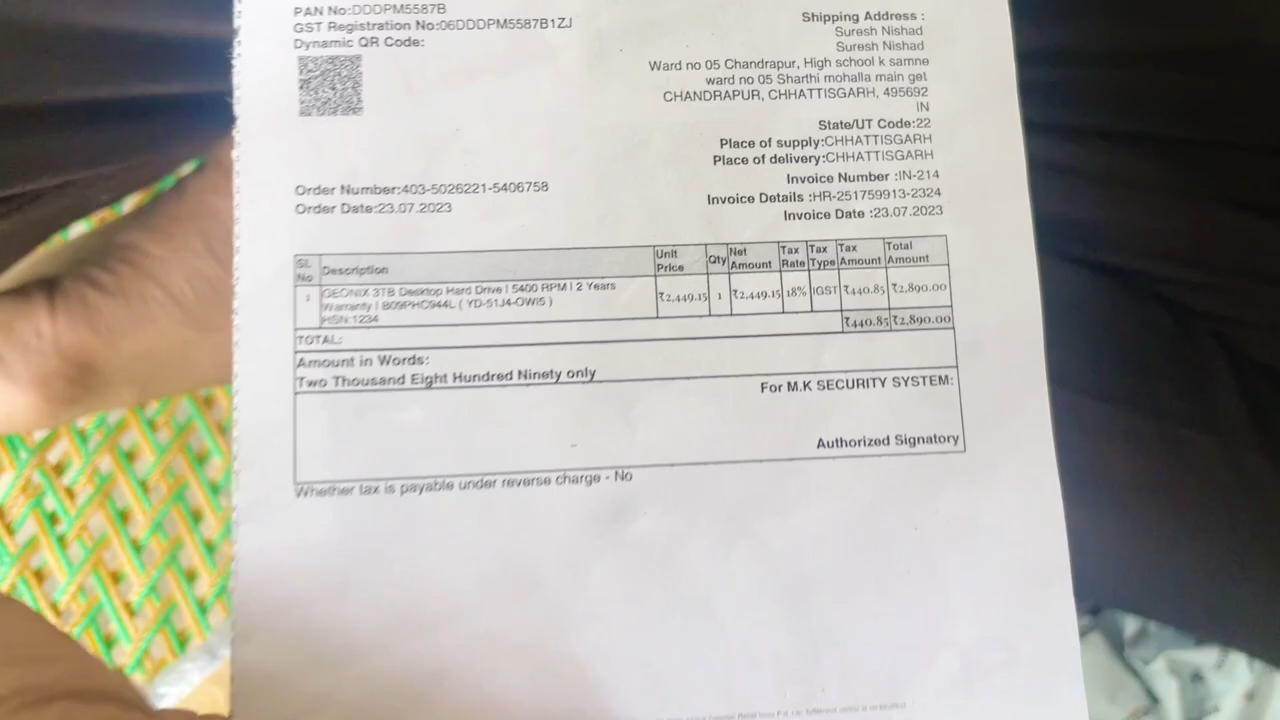 PAN No:DDDPM5587B
GST Registration No:06DDDPM5587B1ZJ
Dynamic QR Code:
Shipping Address :
Suresh Nishad
Suresh Nishad
Ward no 05 Chandrapur, High school k samne
ward no 05 Sharthi mohalla main get
CHANDRAPUR, CHHATTISGARH, 495692
IN
State/UT Code:22
Place of supply:CHHATTISGARH
Place of delivery:CHHATTISGARH
Order Number:403-5026221-5406758
Order Date:23.07.2023
Invoice Number :IN-214
Invoice Details :HR-251759913-2324
Invoice Date :23.07.2023
SL No Description Unit Price Qty Net Amount Tax Rate Tax Type Tax Amount Total Amount
1 GEONIX 3TB Desktop Hard Drive | 5400 RPM | 2 Years ₹2,449.15 1 ₹2,449.15 18% IGST ₹440.85 ₹2,890.00
Warranty | B09PHC944L ( YD-51J4-OWI5 )
HSN:1234
TOTAL: ₹440.85 ₹2,890.00
Amount in Words:
Two Thousand Eight Hundred Ninety only
For M.K SECURITY SYSTEM:
Authorized Signatory
Whether tax is payable under reverse charge - No